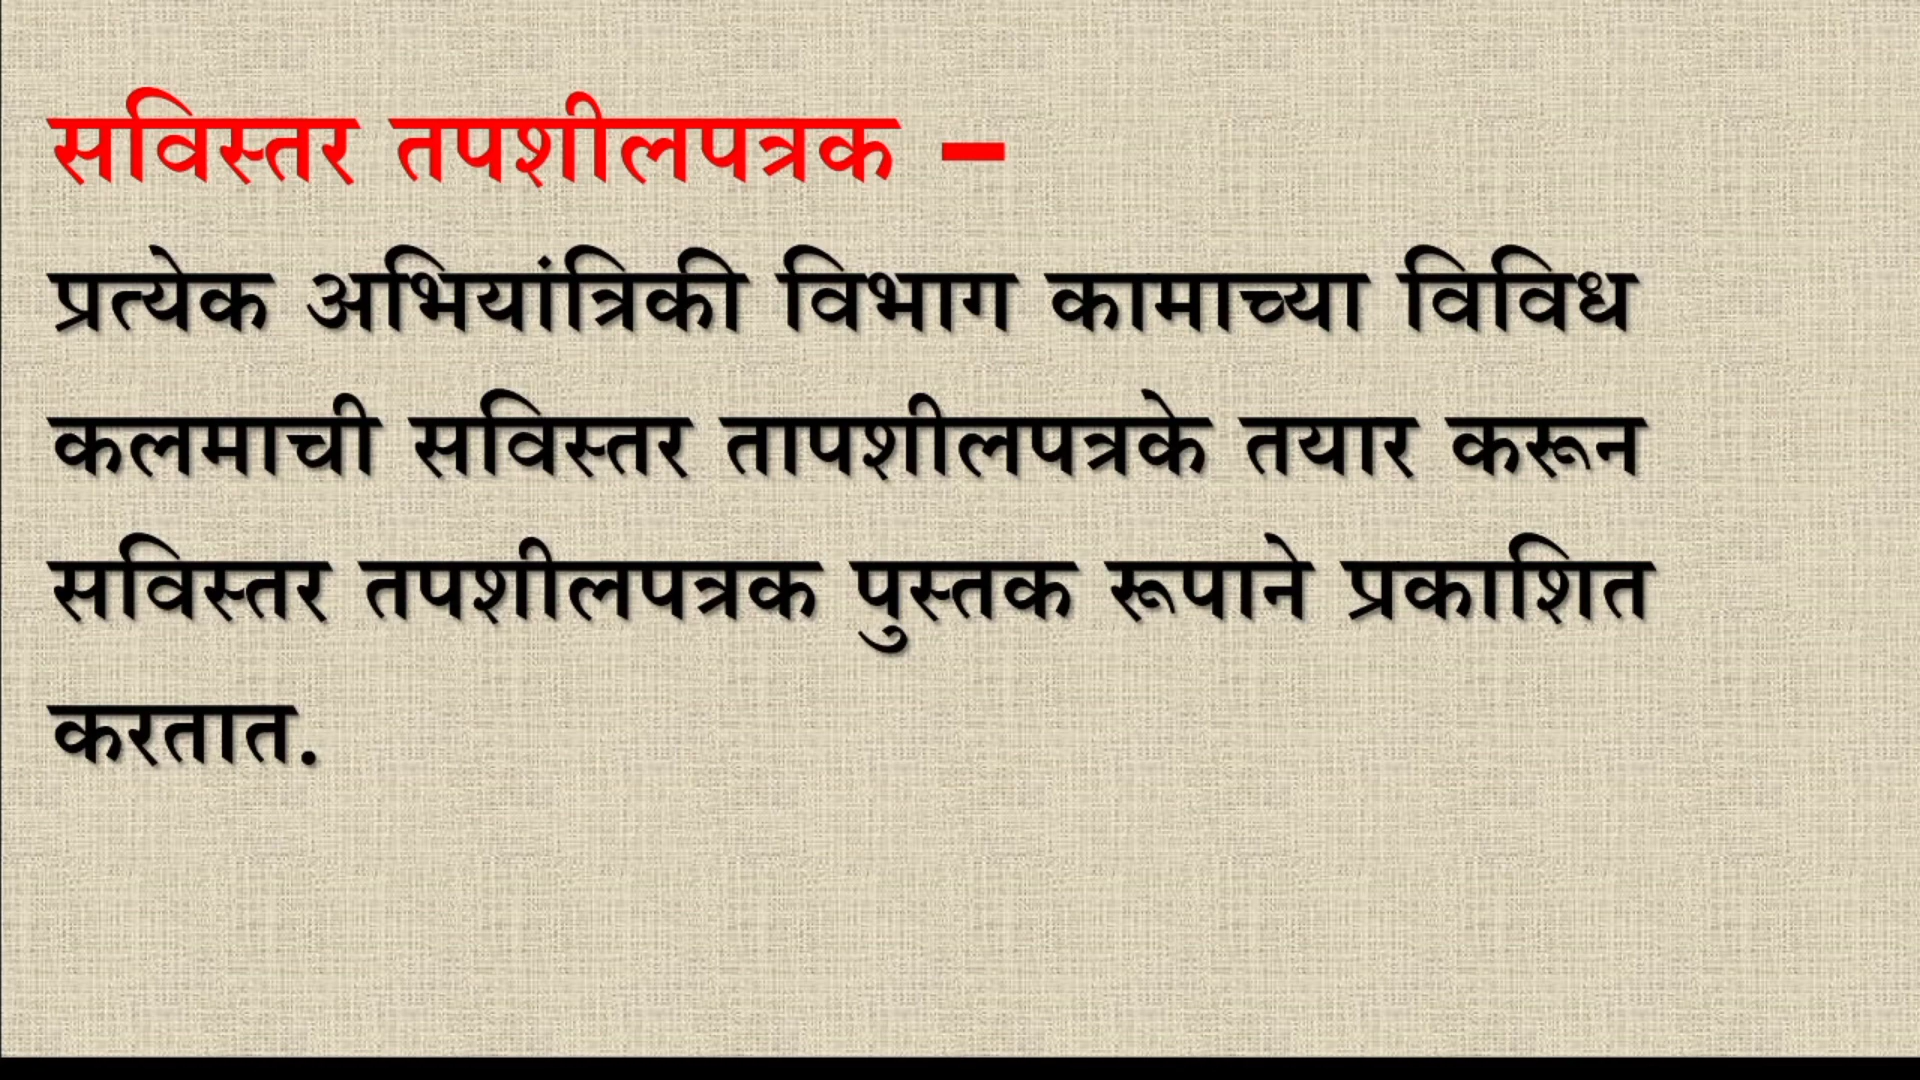 सविस्तर तपशीलपत्रक –
प्रत्येक अभियांत्रिकी विभाग कामाच्या विविध
कलमाची सविस्तर तापशीलपत्रके तयार करून
सविस्तर तपशीलपत्रक पुस्तक रूपाने प्रकाशित
करतात.